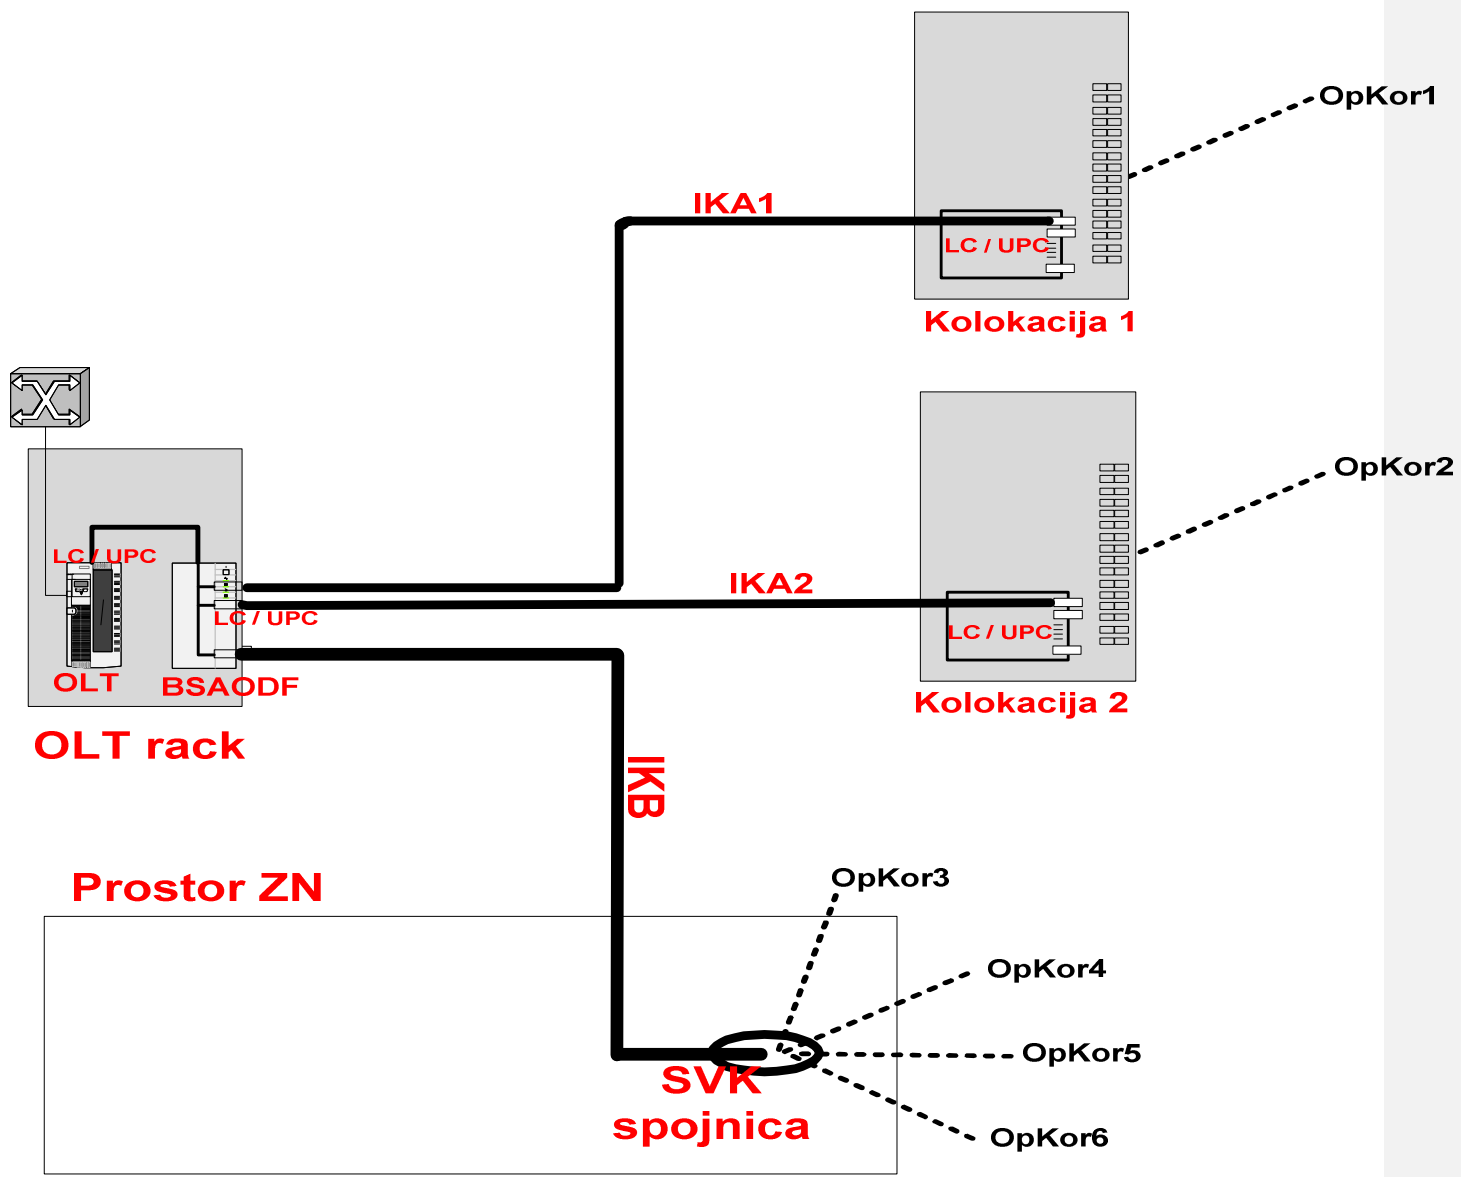 OpKor1
IKA1
LC / UPC
Kolokacija 1
OpKor2
LC / UPC
IKA2
LC / UPC
LC / UPC
OLT
BSAODF
Kolokacija 2
OLT rack
IKB
Prostor ZN
OpKor3
OpKor4
OpKor5
SVK
spojnica
OpKor6